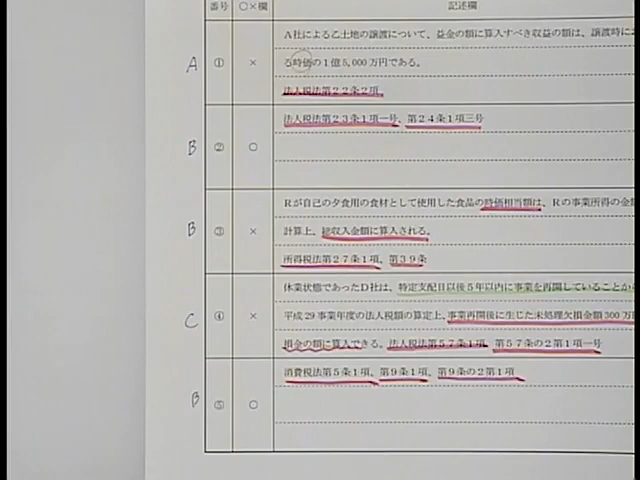 番号 ○×欄 記述欄
A ① × A社による乙土地の譲渡について、益金の額に算入すべき収益の額は、譲渡時に
る時価の1億5,000万円である。
法人税法第22条2項
B ② ○ 法人税法第23条1項一号、第24条1項三号
B ③ × Rが自己の夕食用の食材として使用した食品の時価相当額は、Rの事業所得の金
計算上、総収入金額に算入される。
所得税法第27条1項、第39条
C ④ × 休業状態であったD社は、特定支配日以後5年以内に事業を再開していることか
平成29事業年度の法人税額の算定上、事業再開後に生じた未処理欠損金額300万
損金の額に算入できる。法人税法第57条1項、第57条の2第1項一号
B ⑤ ○ 消費税法第5条1項、第9条1項、第9条の2第1項